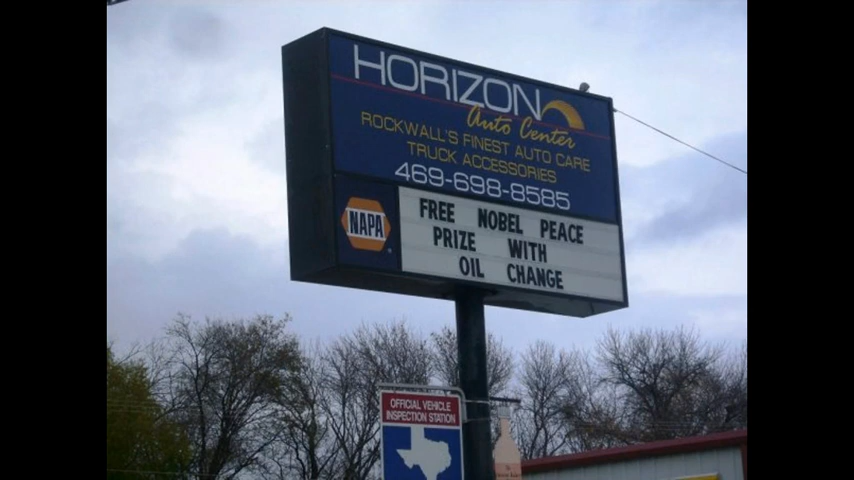 HORIZON
Auto Center
ROCKWALL'S FINEST AUTO CARE
TRUCK ACCESSORIES
469-698-8585
NAPA
FREE NOBEL PEACE
PRIZE WITH
OIL CHANGE
OFFICIAL VEHICLE
INSPECTION STATION